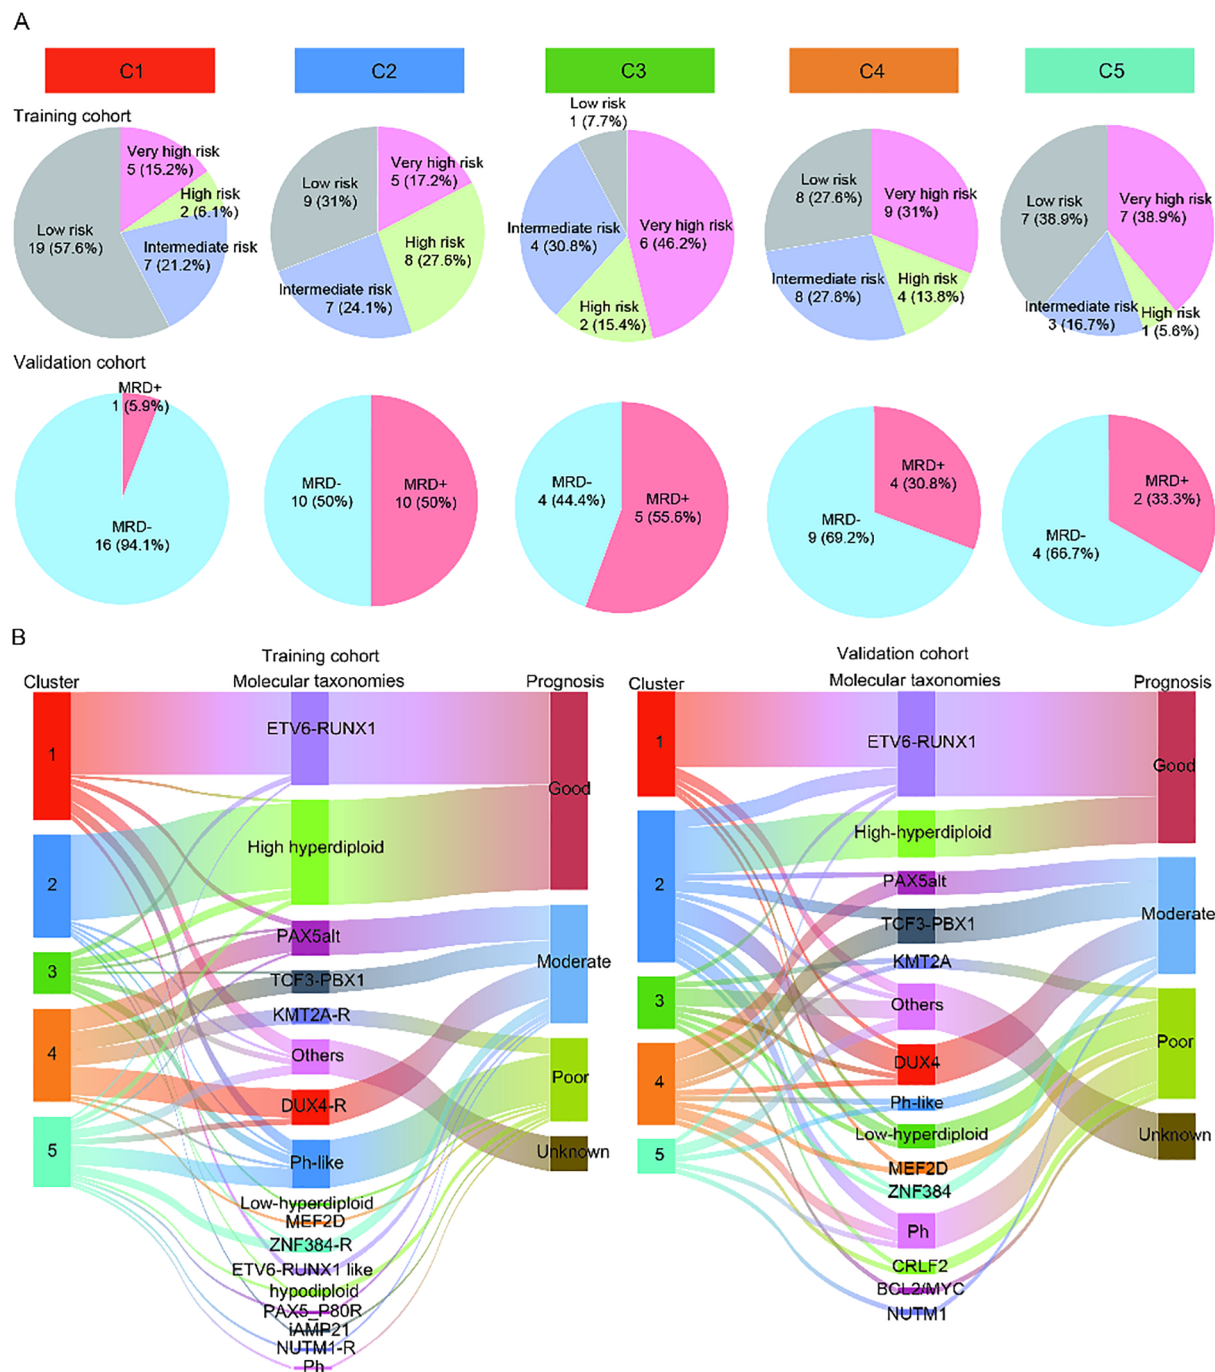 A
C1
C2
C3
C4
C5
Training cohort
Very high risk
5 (15.2%)
High risk
2 (6.1%)
Low risk
19 (57.6%)
Intermediate risk
7 (21.2%)
Very high risk
5 (17.2%)
Low risk
9 (31%)
High risk
8 (27.6%)
Intermediate risk
7 (24.1%)
Low risk
1 (7.7%)
Intermediate risk
4 (30.8%)
Very high risk
6 (46.2%)
High risk
2 (15.4%)
Low risk
8 (27.6%)
Very high risk
9 (31%)
Intermediate risk
8 (27.6%)
High risk
4 (13.8%)
Low risk
7 (38.9%)
Very high risk
7 (38.9%)
Intermediate risk
3 (16.7%)
High risk
1 (5.6%)
Validation cohort
MRD+
1 (5.9%)
MRD-
16 (94.1%)
MRD-
10 (50%)
MRD+
10 (50%)
MRD-
4 (44.4%)
MRD+
5 (55.6%)
MRD+
4 (30.8%)
MRD-
9 (69.2%)
MRD+
2 (33.3%)
MRD-
4 (66.7%)
B
Training cohort
Cluster
Molecular taxonomies
Prognosis
1
2
3
4
5
ETV6-RUNX1
High hyperdiploid
PAX5alt
TCF3-PBX1
KMT2A-R
Others
DUX4-R
Ph-like
Low-hyperdiploid
MEF2D
ZNF384-R
ETV6-RUNX1 like
hypodiploid
PAX5_P80R
iAMP21
NUTM1-R
Ph
Good
Moderate
Poor
Unknown
Validation cohort
Cluster
Molecular taxonomies
Prognosis
1
2
3
4
5
ETV6-RUNX1
High-hyperdiploid
PAX5alt
TCF3-PBX1
KMT2A
Others
DUX4
Ph-like
Low-hyperdiploid
MEF2D
ZNF384
Ph
CRLF2
BCL2/MYC
NUTM1
Good
Moderate
Poor
Unknown